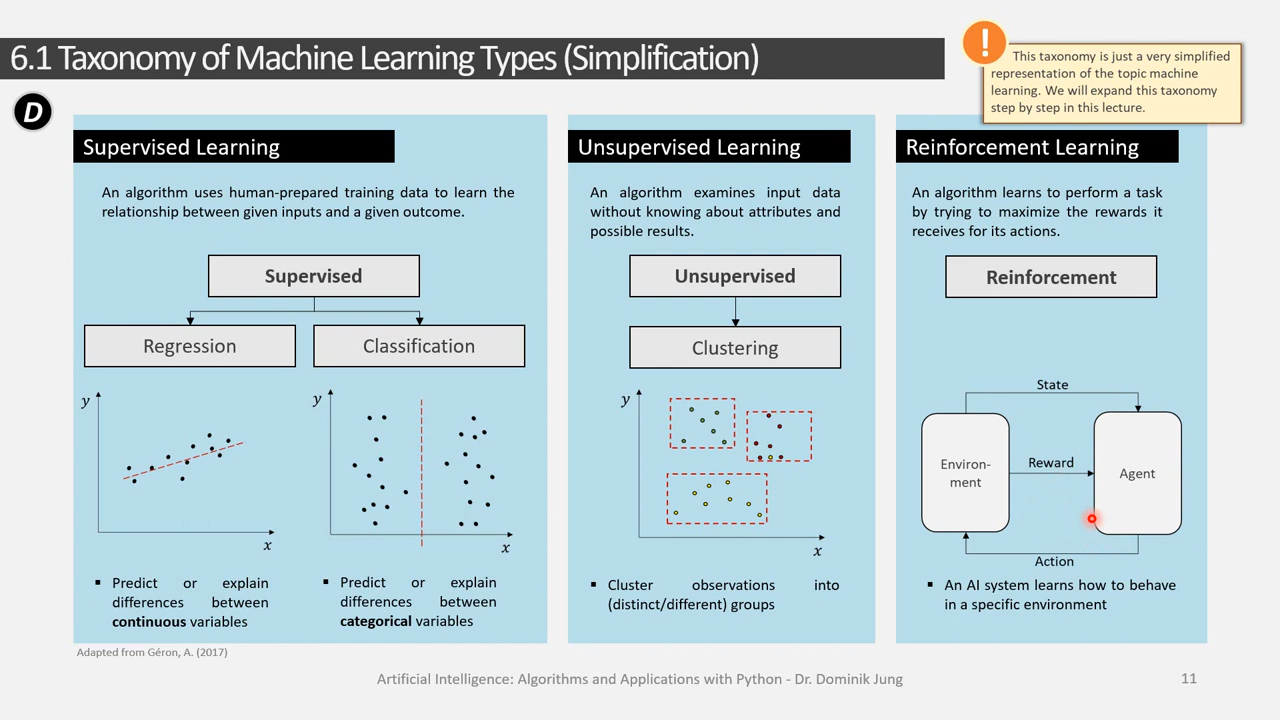 6.1 Taxonomy of Machine Learning Types (Simplification)
!
This taxonomy is just a very simplified
representation of the topic machine
learning. We will expand this taxonomy
step by step in this lecture.
D
Supervised Learning
An algorithm uses human-prepared training data to learn the
relationship between given inputs and a given outcome.
Supervised
Regression
Classification
y
x
y
x
▪ Predict or explain
differences between
continuous variables
▪ Predict or explain
differences between
categorical variables
Unsupervised Learning
An algorithm examines input data
without knowing about attributes and
possible results.
Unsupervised
Clustering
y
x
▪ Cluster observations into
(distinct/different) groups
Reinforcement Learning
An algorithm learns to perform a task
by trying to maximize the rewards it
receives for its actions.
Reinforcement
State
Environ-
ment
Reward
Agent
Action
▪ An AI system learns how to behave
in a specific environment
Adapted from Géron, A. (2017)
Artificial Intelligence: Algorithms and Applications with Python - Dr. Dominik Jung
11